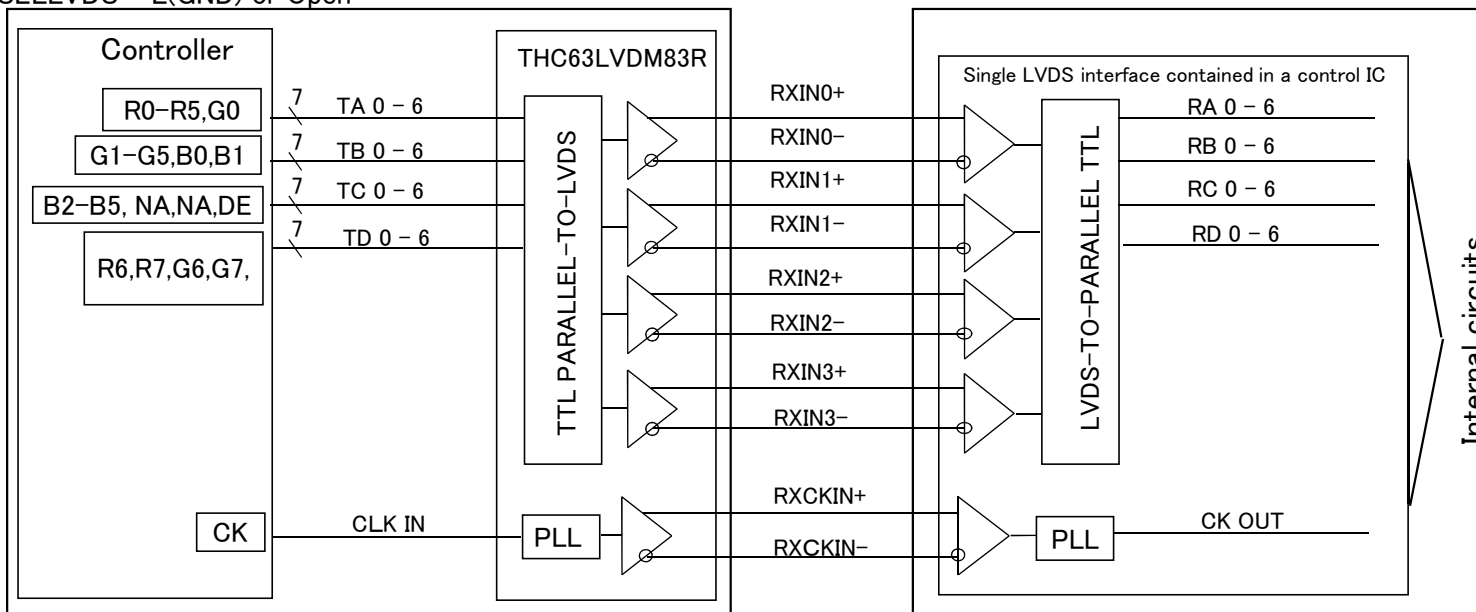 L(GND) or Open
Controller
THC63LVDM83R
Single LVDS interface contained in a control IC
R0-R5,G0
7
TA 0 - 6
RXIN0+
RA 0 - 6
G1-G5,B0,B1
7
TB 0 - 6
RXIN0-
RB 0 - 6
B2-B5, NA,NA,DE
7
TC 0 - 6
RXIN1+
RC 0 - 6
R6,R7,G6,G7,
7
TD 0 - 6
RXIN1-
RD 0 - 6
TTL PARALLEL-TO-LVDS
RXIN2+
RXIN2-
RXIN3+
RXIN3-
LVDS-TO-PARALLEL TTL
Internal circuits
CK
CLK IN
PLL
RXCKIN+
RXCKIN-
PLL
CK OUT